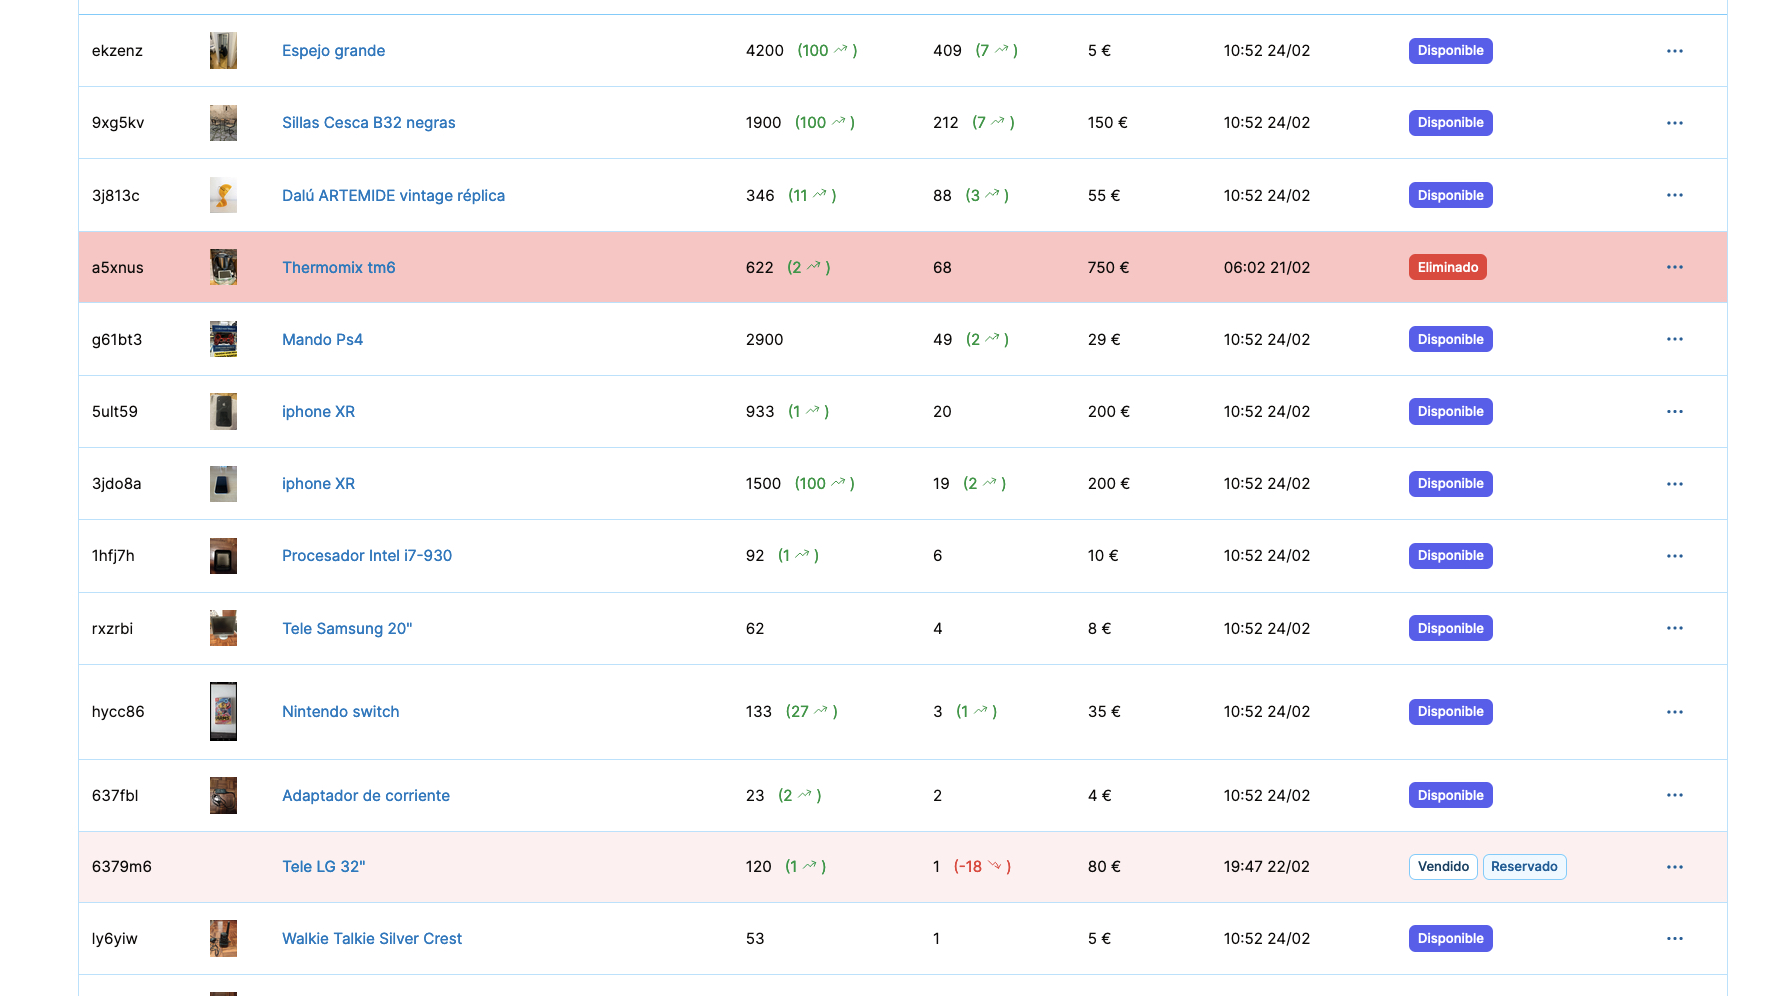 ekzenz Espejo grande 4200 (100 ) 409 (7 ) 5 € 10:52 24/02 Disponible ...
9xg5kv Sillas Cesca B32 negras 1900 (100 ) 212 (7 ) 150 € 10:52 24/02 Disponible ...
3j813c Dalú ARTEMIDE vintage réplica 346 (11 ) 88 (3 ) 55 € 10:52 24/02 Disponible ...
a5xnus Thermomix tm6 622 (2 ) 68 750 € 06:02 21/02 Eliminado ...
g61bt3 Mando Ps4 2900 49 (2 ) 29 € 10:52 24/02 Disponible ...
5ult59 iphone XR 933 (1 ) 20 200 € 10:52 24/02 Disponible ...
3jdo8a iphone XR 1500 (100 ) 19 (2 ) 200 € 10:52 24/02 Disponible ...
1hfj7h Procesador Intel i7-930 92 (1 ) 6 10 € 10:52 24/02 Disponible ...
rxzrbi Tele Samsung 20" 62 4 8 € 10:52 24/02 Disponible ...
hycc86 Nintendo switch 133 (27 ) 3 (1 ) 35 € 10:52 24/02 Disponible ...
637fbl Adaptador de corriente 23 (2 ) 2 4 € 10:52 24/02 Disponible ...
6379m6 Tele LG 32" 120 (1 ) 1 (-18 ) 80 € 19:47 22/02 Vendido Reservado ...
ly6yiw Walkie Talkie Silver Crest 53 1 5 € 10:52 24/02 Disponible ...